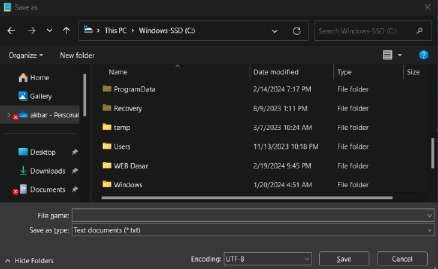 Save as
This PC > Windows-SSD (C:)
Search Windows-SSD (C:)
Organize
New folder
Home
Gallery
akbar - Personal
Desktop
Downloads
Documents
Name Date modified Type Size
ProgramData 2/14/2024 7:17 PM File folder
Recovery 8/9/2023 1:11 PM File folder
temp 3/7/2023 10:24 AM File folder
Users 11/13/2023 10:18 PM File folder
WEB Dasar 2/19/2024 9:45 PM File folder
Windows 1/20/2024 4:51 AM File folder
File name:
Save as type: Text documents (*.txt)
Hide Folders
Encoding: UTF-8
Save
Cancel